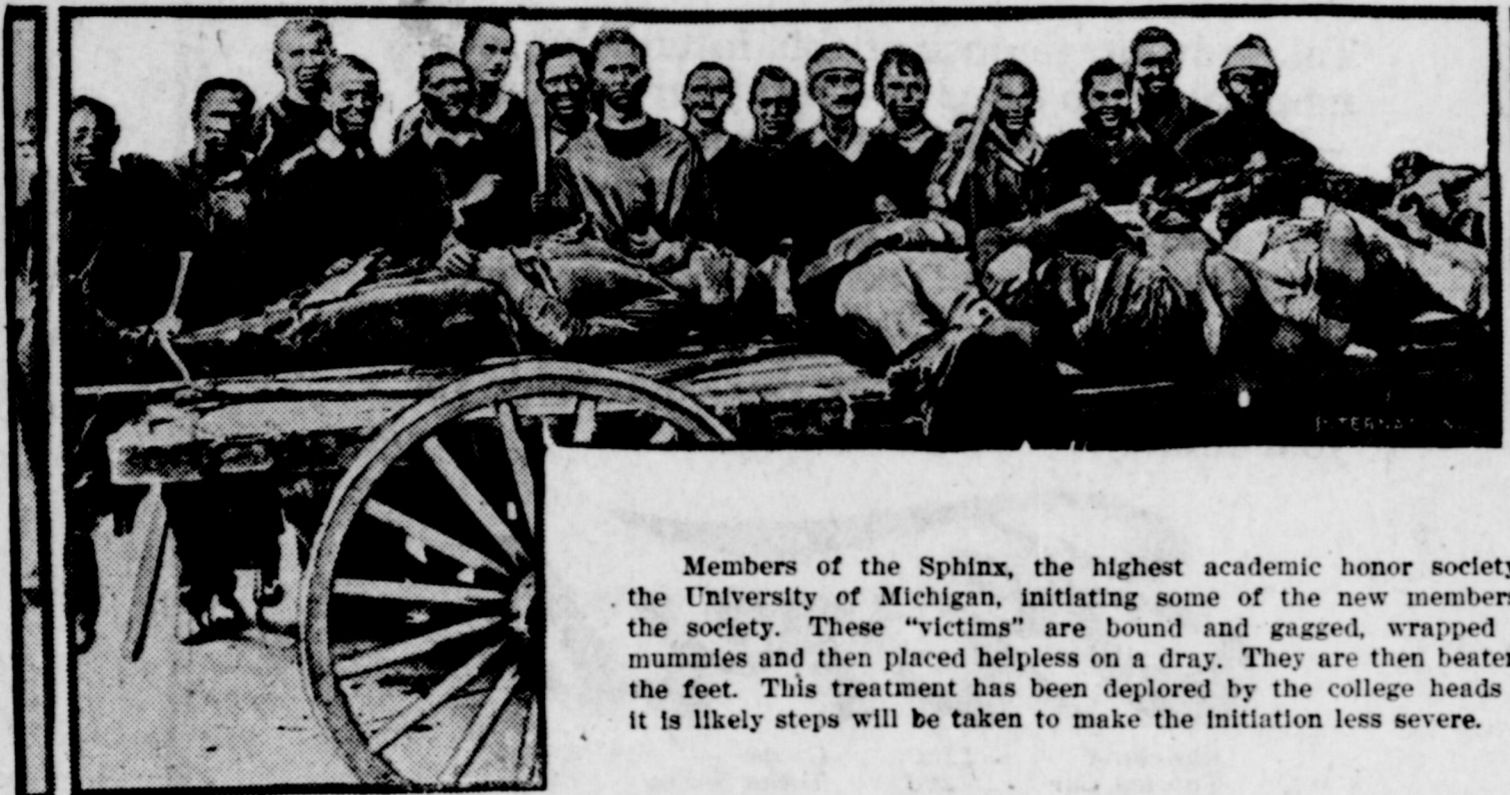 INTERNATIONAL
Members of the Sphinx, the highest academic honor society
the University of Michigan, initiating some of the new members
the society. These “victims” are bound and gagged, wrapped
mummies and then placed helpless on a dray. They are then beaten
the feet. This treatment has been deplored by the college heads
it is likely steps will be taken to make the initiation less severe.